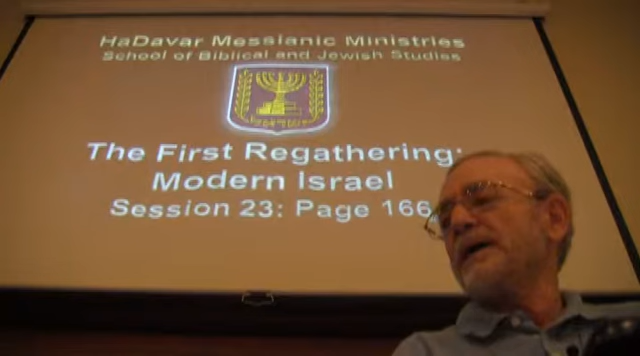 HaDavar Messianic Ministries
School of Biblical and Jewish Studies
The First Regathering:
Modern Israel
Session 23: Page 166